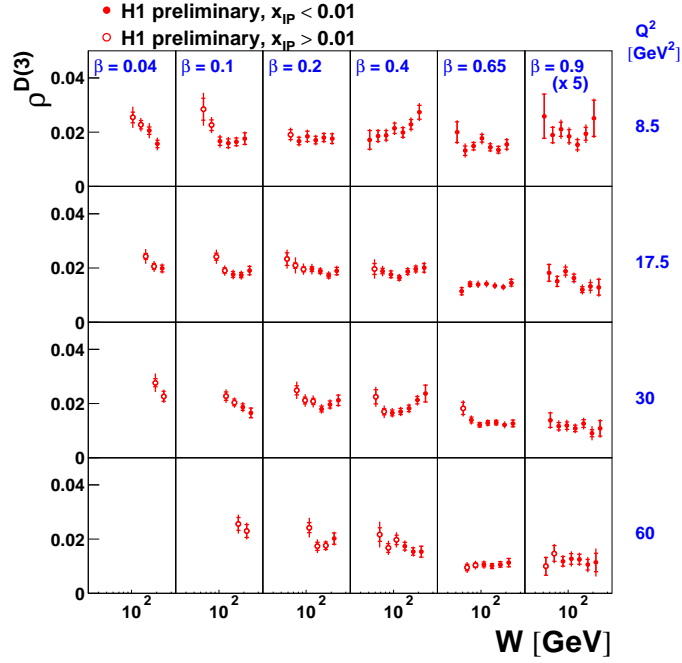 H1 preliminary, x_IP < 0.01
H1 preliminary, x_IP > 0.01
Q²
[GeV²]
ρ^D(3)
β = 0.04 β = 0.1 β = 0.2 β = 0.4 β = 0.65 β = 0.9
(x 5)
0.04
0.02
0
8.5
0.04
0.02
0
17.5
0.04
0.02
0
30
0.04
0.02
0
60
10² 10² 10² 10² 10² 10²
W [GeV]